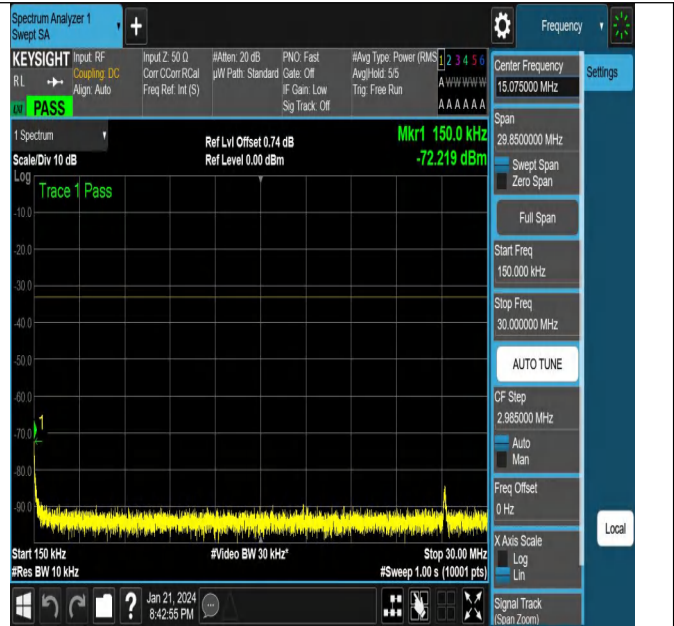 Spectrum Analyzer 1
Swept SA
Frequency
KEYSIGHT
RL
PASS
Input: RF
Coupling: DC
Align: Auto
Input Z: 50 Ω
Corr CCorr RCal
Freq Ref: Int (S)
#Atten: 20 dB
µW Path: Standard
PNO: Fast
Gate: Off
IF Gain: Low
Sig Track: Off
#Avg Type: Power (RMS
Avg|Hold: 5/5
Trig: Free Run
1 2 3 4 5 6
A W W W W W
A A A A A A
1 Spectrum
Scale/Div 10 dB
Log
Ref Lvl Offset 0.74 dB
Ref Level 0.00 dBm
Mkr1 150.0 kHz
-72.219 dBm
Trace 1 Pass
-10.0
-20.0
-30.0
-40.0
-50.0
-60.0
-70.0
-80.0
-90.0
1
Start 150 kHz
#Res BW 10 kHz
#Video BW 30 kHz*
Stop 30.00 MHz
#Sweep 1.00 s (10001 pts)
Jan 21, 2024
8:42:55 PM
Center Frequency
15.075000 MHz
Settings
Span
29.8500000 MHz
Swept Span
Zero Span
Full Span
Start Freq
150.000 kHz
Stop Freq
30.000000 MHz
AUTO TUNE
CF Step
2.985000 MHz
Auto
Man
Freq Offset
0 Hz
X Axis Scale
Log
Lin
Local
Signal Track
(Span Zoom)